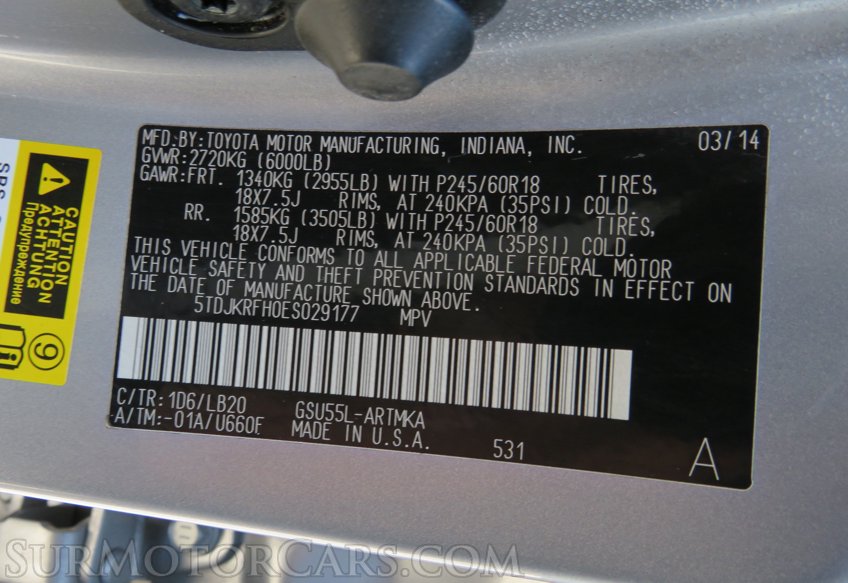 MFD.BY:TOYOTA MOTOR MANUFACTURING, INDIANA, INC. 03/14
GVWR:2720KG (6000LB)
GAWR:FRT. 1340KG (2955LB) WITH P245/60R18 TIRES,
18X7.5J RIMS, AT 240KPA (35PSI) COLD.
RR. 1585KG (3505LB) WITH P245/60R18 TIRES,
18X7.5J RIMS, AT 240KPA (35PSI) COLD.
THIS VEHICLE CONFORMS TO ALL APPLICABLE FEDERAL MOTOR
VEHICLE SAFETY AND THEFT PREVENTION STANDARDS IN EFFECT ON
THE DATE OF MANUFACTURE SHOWN ABOVE.
5TDJKRFH0ES029177 MPV
C/TR:1D6/LB20 GSU55L-ARTMKA
A/TM:-01A/U660F MADE IN U.S.A. 531 A
CAUTION
ATTENTION
ACHTUNG
Предупреждение
9
SRS
SurMotorCars.com